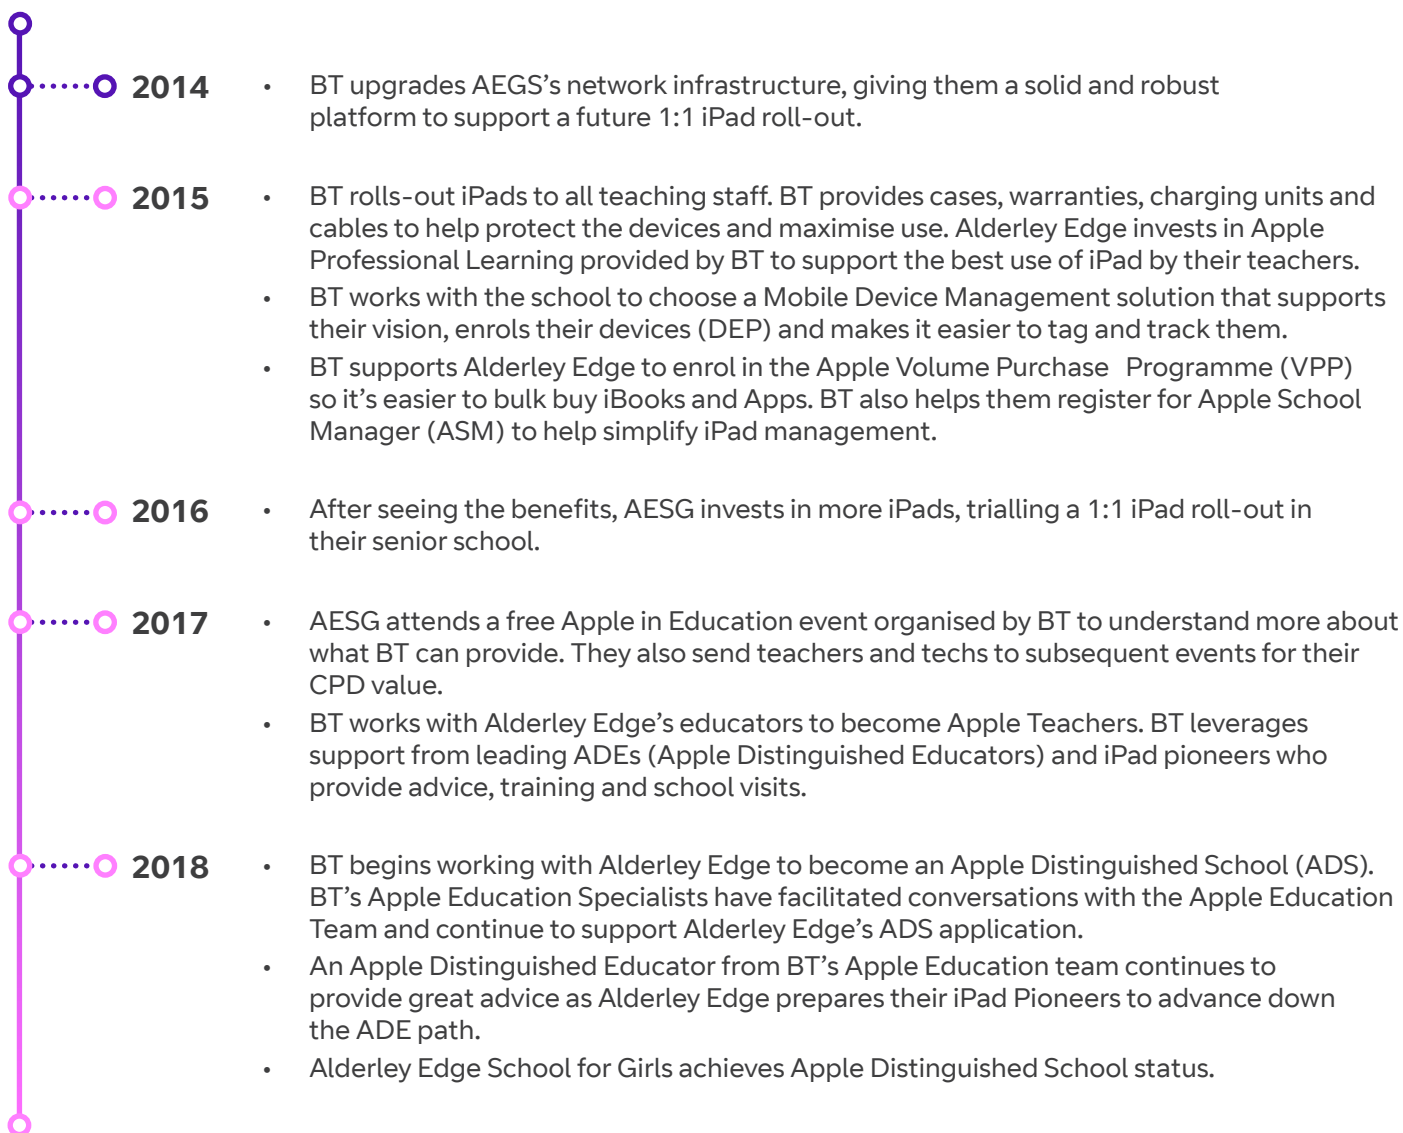 2014 • BT upgrades AEGS’s network infrastructure, giving them a solid and robust
platform to support a future 1:1 iPad roll-out.
2015 • BT rolls-out iPads to all teaching staff. BT provides cases, warranties, charging units and
cables to help protect the devices and maximise use. Alderley Edge invests in Apple
Professional Learning provided by BT to support the best use of iPad by their teachers.
• BT works with the school to choose a Mobile Device Management solution that supports
their vision, enrols their devices (DEP) and makes it easier to tag and track them.
• BT supports Alderley Edge to enrol in the Apple Volume Purchase Programme (VPP)
so it’s easier to bulk buy iBooks and Apps. BT also helps them register for Apple School
Manager (ASM) to help simplify iPad management.
2016 • After seeing the benefits, AESG invests in more iPads, trialling a 1:1 iPad roll-out in
their senior school.
2017 • AESG attends a free Apple in Education event organised by BT to understand more about
what BT can provide. They also send teachers and techs to subsequent events for their
CPD value.
• BT works with Alderley Edge’s educators to become Apple Teachers. BT leverages
support from leading ADEs (Apple Distinguished Educators) and iPad pioneers who
provide advice, training and school visits.
2018 • BT begins working with Alderley Edge to become an Apple Distinguished School (ADS).
BT’s Apple Education Specialists have facilitated conversations with the Apple Education
Team and continue to support Alderley Edge’s ADS application.
• An Apple Distinguished Educator from BT’s Apple Education team continues to
provide great advice as Alderley Edge prepares their iPad Pioneers to advance down
the ADE path.
• Alderley Edge School for Girls achieves Apple Distinguished School status.